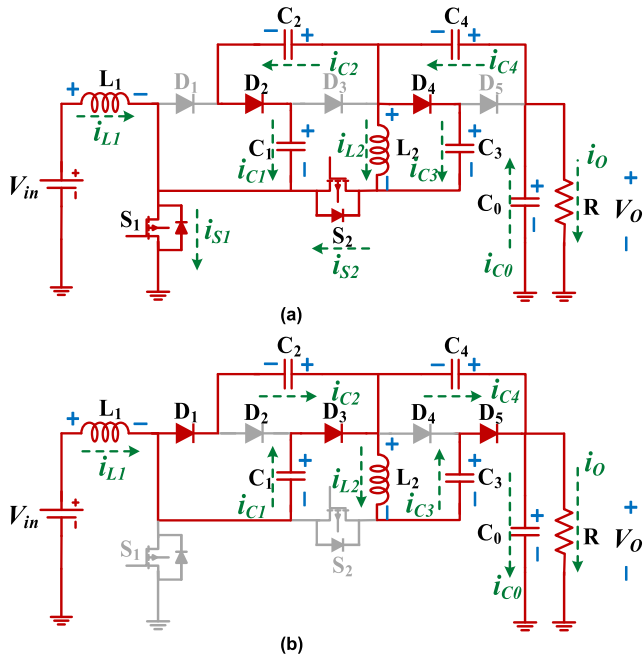 C2 C4
+ − iC2 − + iC4 − +
L1 D1 D2 D3 D4 D5
iL1 C1 + iL2 + L2 C3 + iO
Vin + − iC1 − − iC3 − C0 + R + VO −
S1 iS1 S2 iS2 iC0
(a)
C2 C4
− + iC2 − + iC4
+ L1 − D1 D2 D3 D4 D5
iL1 C1 + iL2 + L2 C3 + iO
Vin + − iC1 − − iC3 − C0 + R + VO −
S1 S2 iC0
(b)